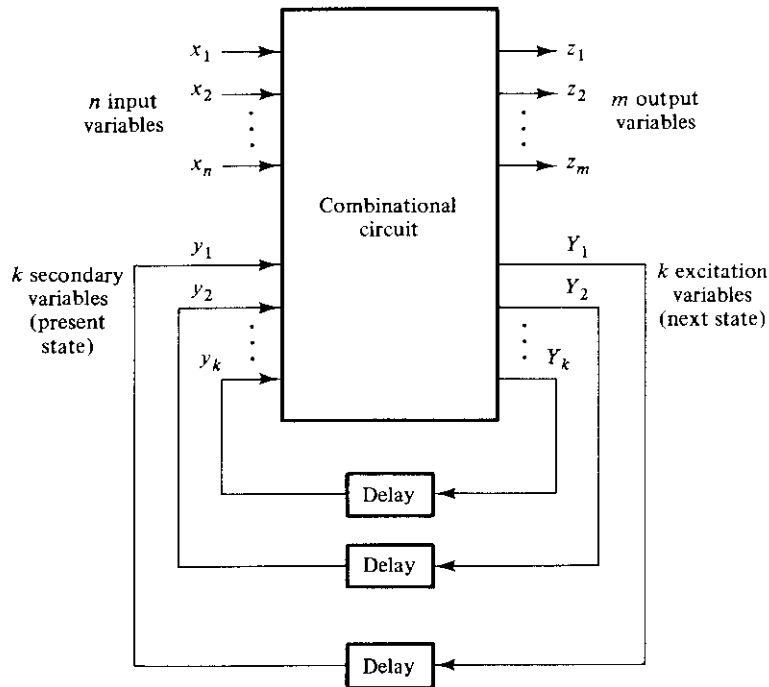 x₁
x₂
xₙ
n input
variables
z₁
z₂
zₘ
m output
variables
Combinational
circuit
k secondary
variables
(present
state)
y₁
y₂
yₖ
Y₁
Y₂
Yₖ
k excitation
variables
(next state)
Delay
Delay
Delay